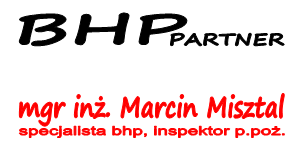 BHP PARTNER
mgr inż. Marcin Misztal
specjalista bhp, inspektor p.poż.